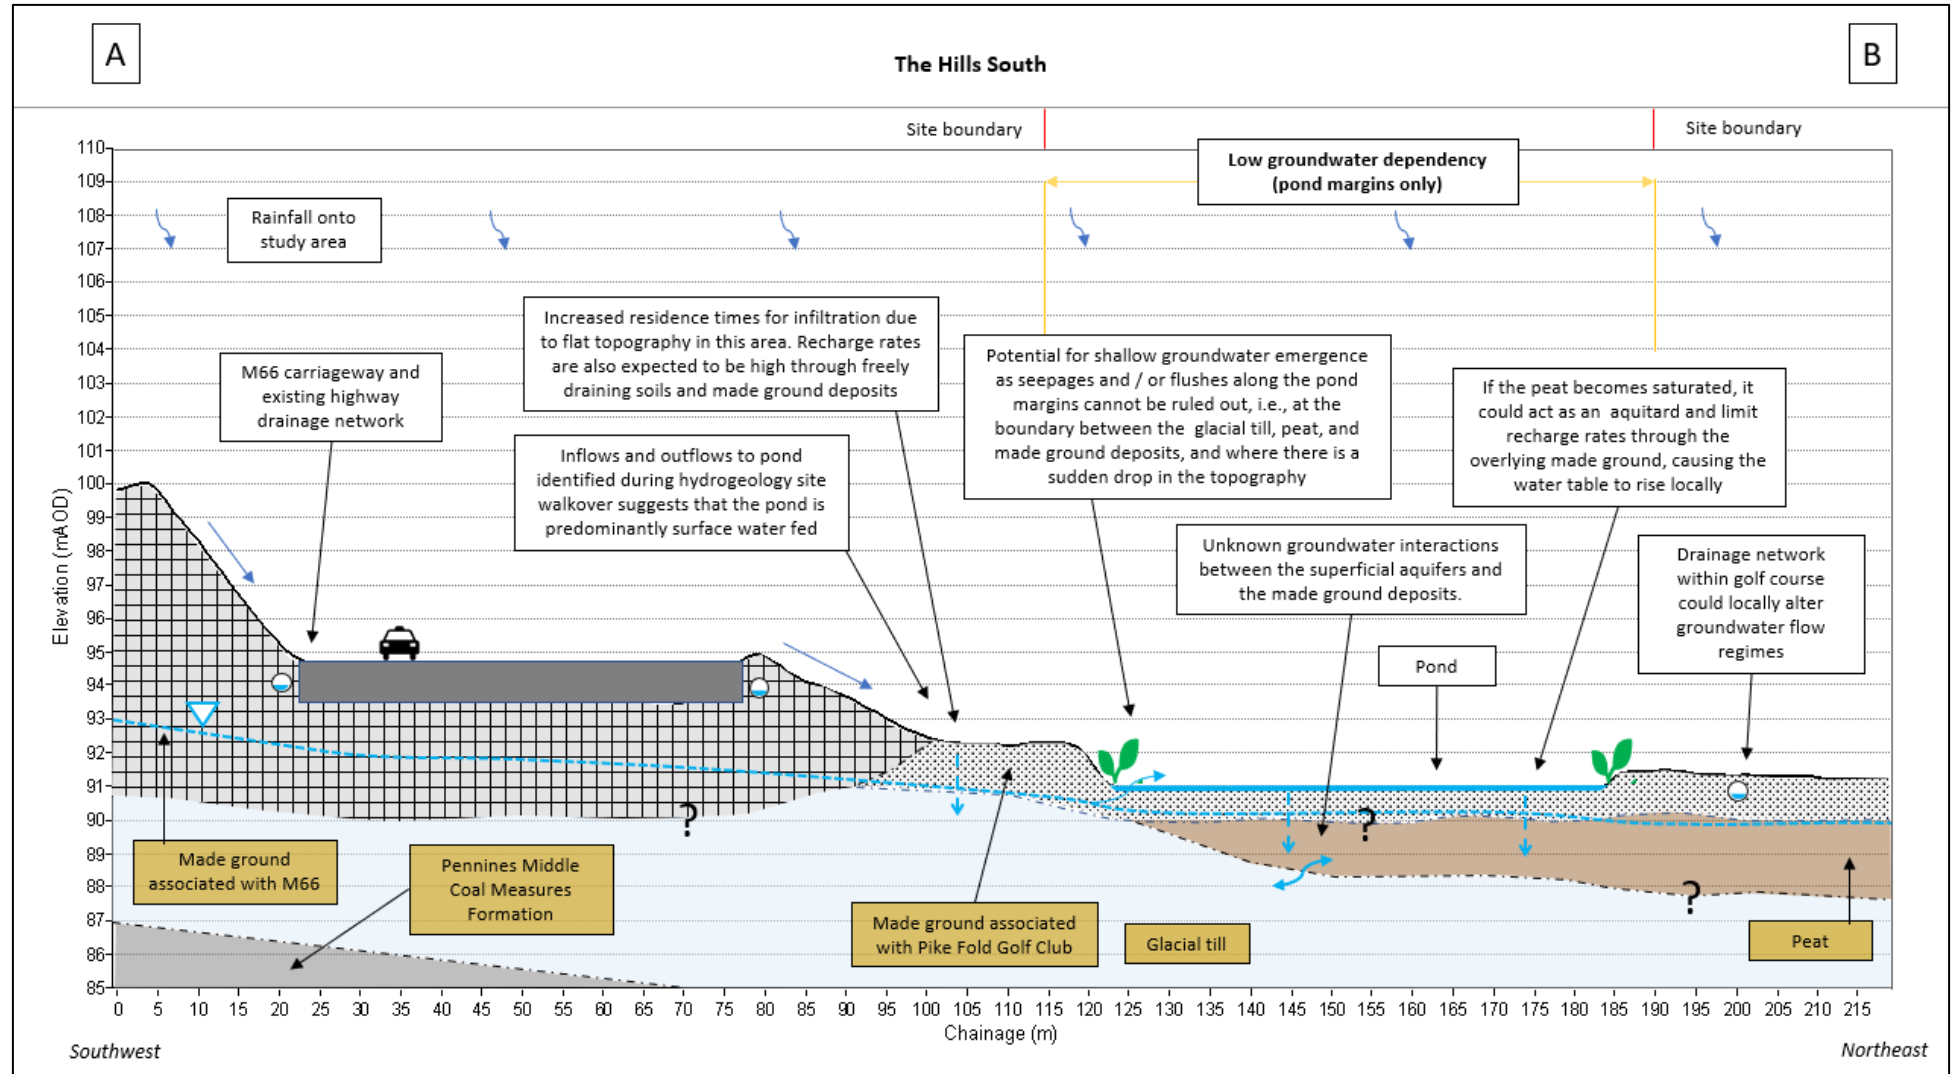 A
The Hills South
B
Site boundary
Site boundary
Low groundwater dependency
(pond margins only)
Rainfall onto
study area
Increased residence times for infiltration due
to flat topography in this area. Recharge rates
are also expected to be high through freely
draining soils and made ground deposits
M66 carriageway and
existing highway
drainage network
Inflows and outflows to pond
identified during hydrogeology site
walkover suggests that the pond is
predominantly surface water fed
Potential for shallow groundwater emergence
as seepages and / or flushes along the pond
margins cannot be ruled out, i.e., at the
boundary between the glacial till, peat, and
made ground deposits, and where there is a
sudden drop in the topography
If the peat becomes saturated, it
could act as an aquitard and limit
recharge rates through the
overlying made ground, causing the
water table to rise locally
Unknown groundwater interactions
between the superficial aquifers and
the made ground deposits.
Drainage network
within golf course
could locally alter
groundwater flow
regimes
Pond
Elevation (mAOD)
110
109
108
107
106
105
104
103
102
101
100
99
98
97
96
95
94
93
92
91
90
89
88
87
86
85
?
?
?
Made ground
associated with M66
Pennines Middle
Coal Measures
Formation
Made ground associated
with Pike Fold Golf Club
Glacial till
Peat
0 5 10 15 20 25 30 35 40 45 50 55 60 65 70 75 80 85 90 95 100 105 110 115 120 125 130 135 140 145 150 155 160 165 170 175 180 185 190 195 200 205 210 215
Chainage (m)
Southwest
Northeast